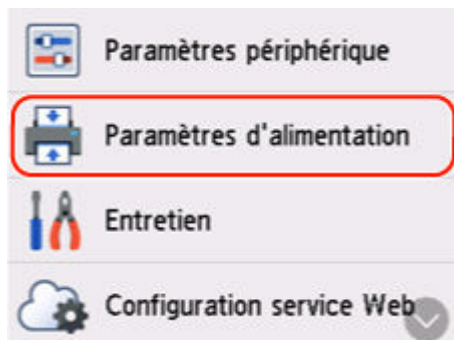 Paramètres périphérique
Paramètres d'alimentation
Entretien
Configuration service Web